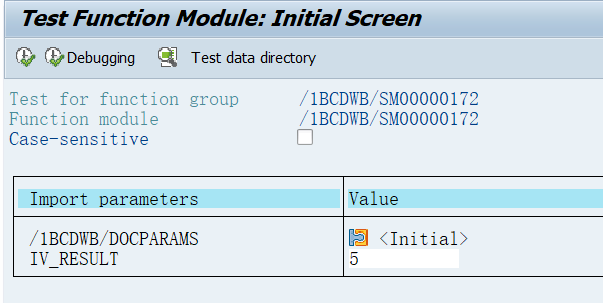 Test Function Module: Initial Screen
Debugging Test data directory
Test for function group /1BCDWB/SM00000172
Function module /1BCDWB/SM00000172
Case-sensitive
Import parameters Value
/1BCDWB/DOCPARAMS <Initial>
IV_RESULT 5